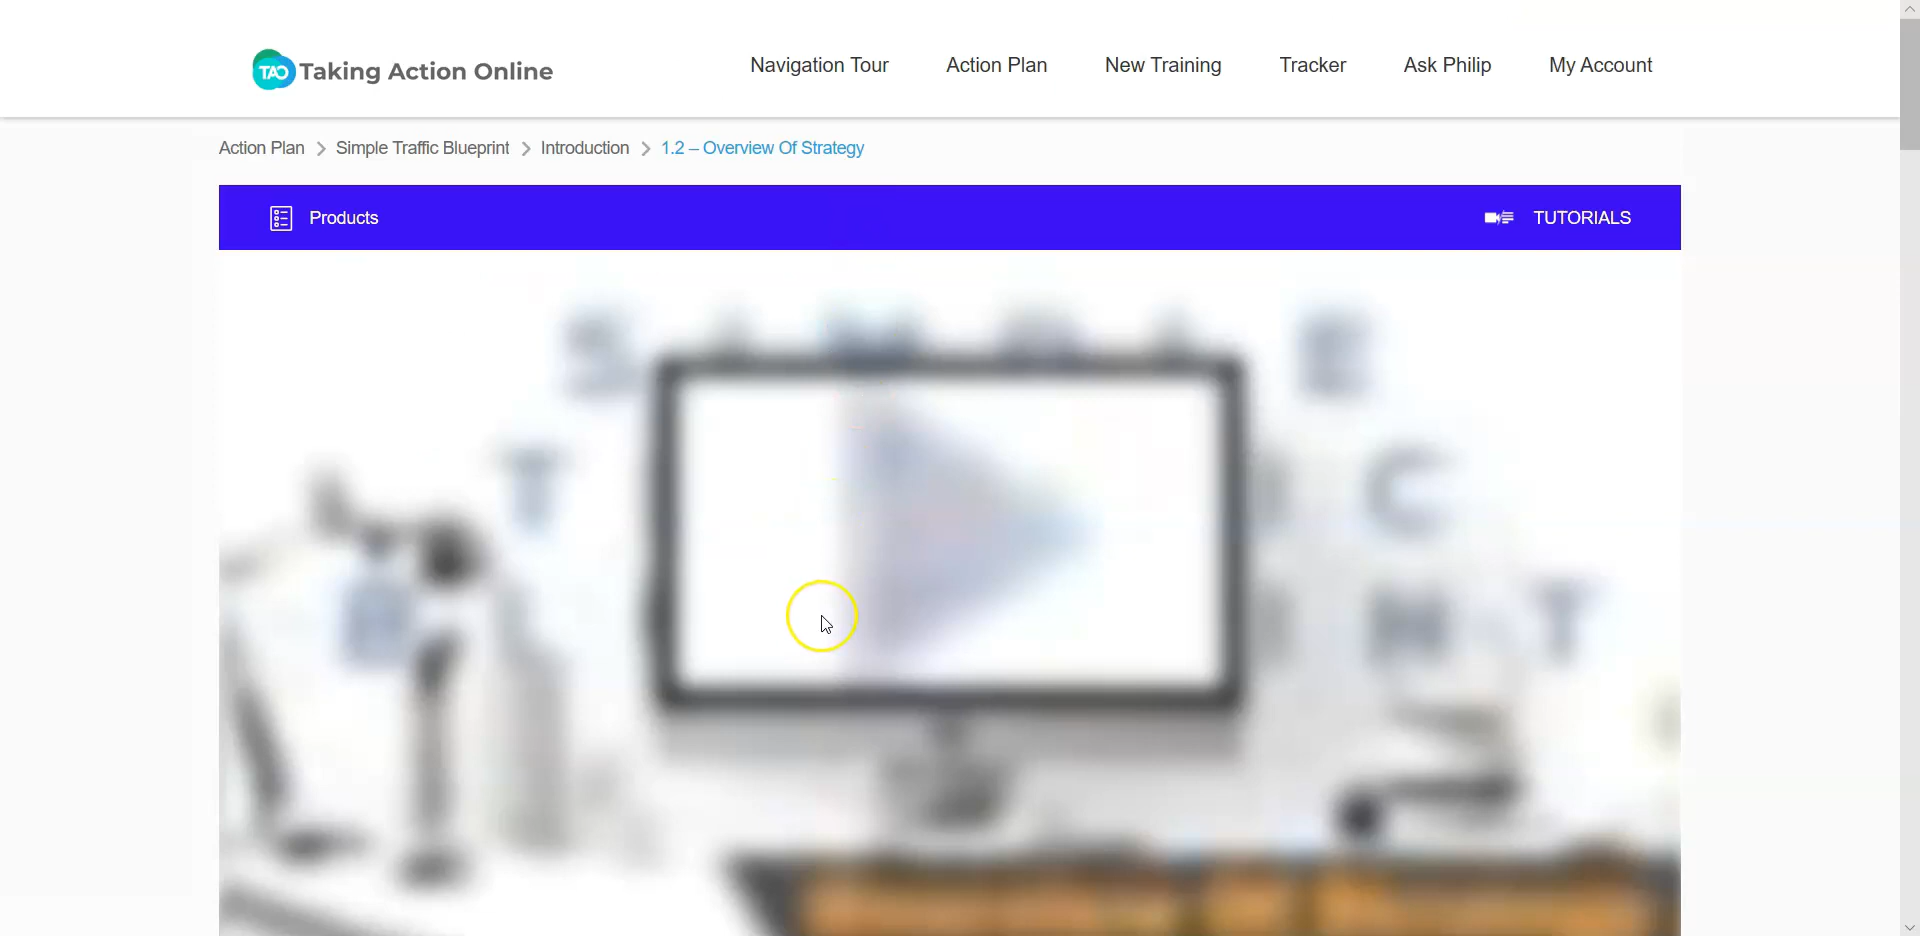 TAO Taking Action Online
Navigation Tour Action Plan New Training Tracker Ask Philip My Account
Action Plan > Simple Traffic Blueprint > Introduction > 1.2 – Overview Of Strategy
Products TUTORIALS